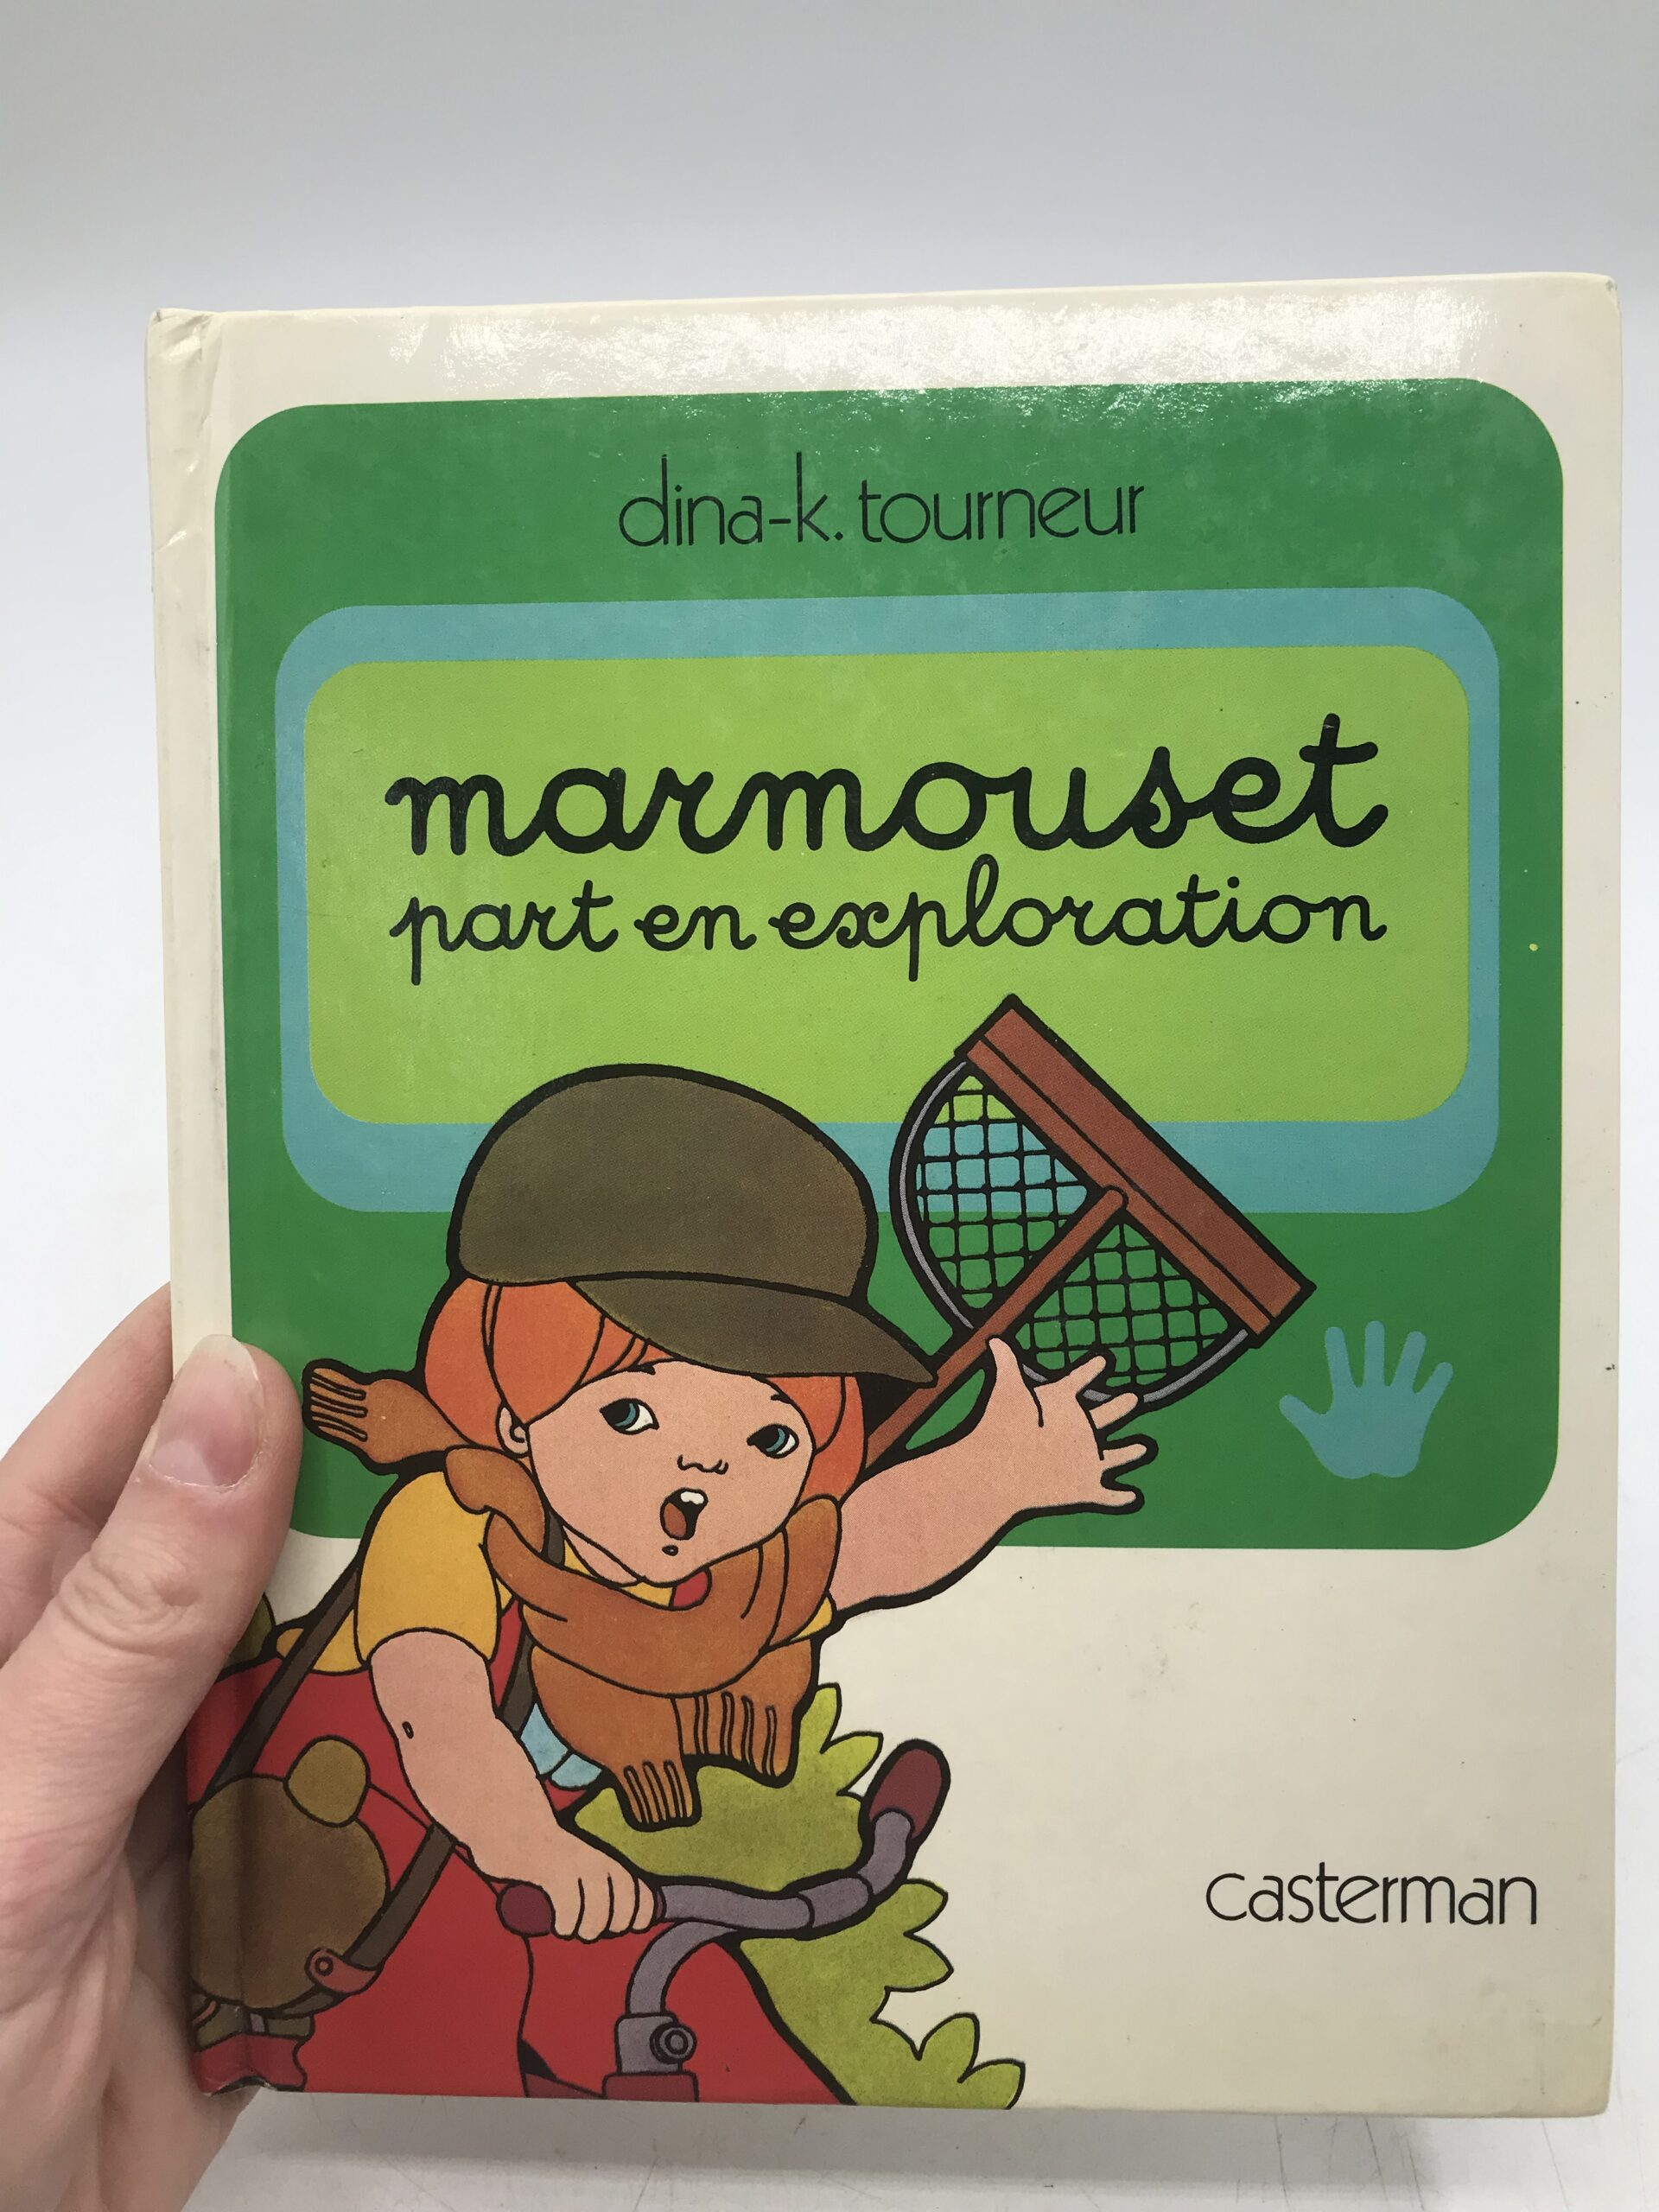 dina-k. tourneur
marmouset
part en exploration
casterman